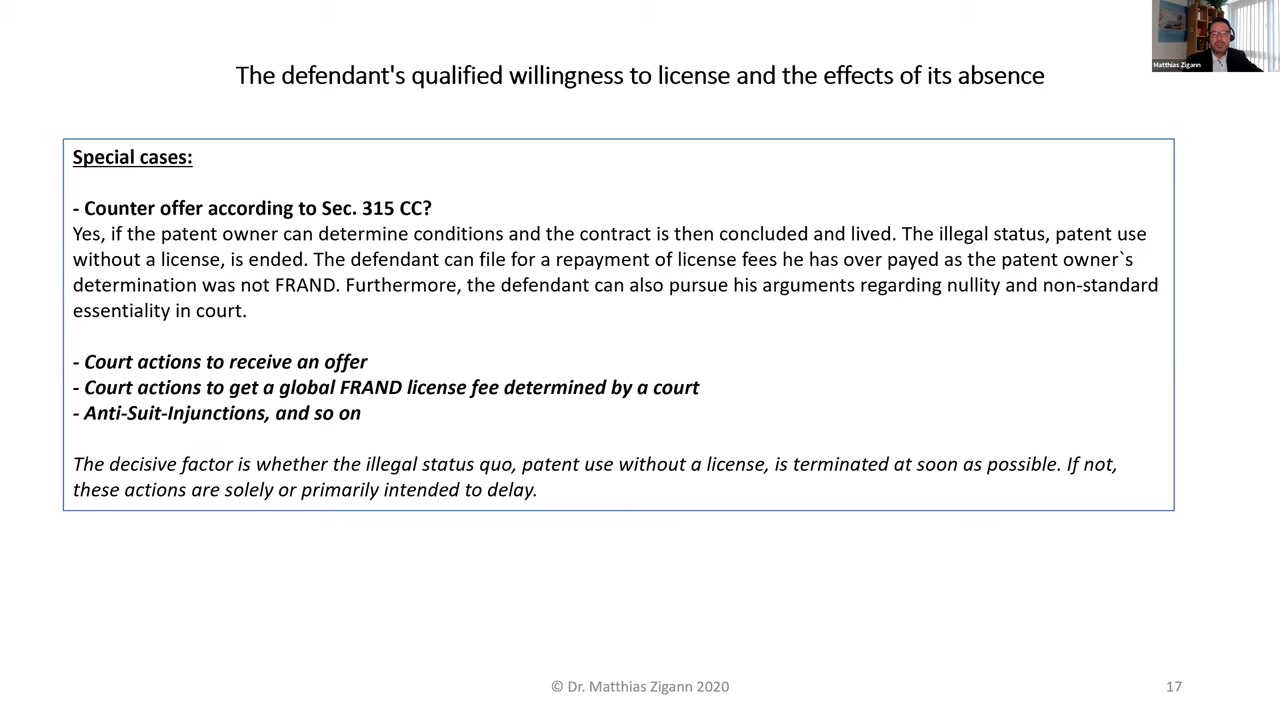 Matthias Zigann
The defendant's qualified willingness to license and the effects of its absence
Special cases:
- Counter offer according to Sec. 315 CC?
Yes, if the patent owner can determine conditions and the contract is then concluded and lived. The illegal status, patent use
without a license, is ended. The defendant can file for a repayment of license fees he has over payed as the patent owner`s
determination was not FRAND. Furthermore, the defendant can also pursue his arguments regarding nullity and non-standard
essentiality in court.
- Court actions to receive an offer
- Court actions to get a global FRAND license fee determined by a court
- Anti-Suit-Injunctions, and so on
The decisive factor is whether the illegal status quo, patent use without a license, is terminated at soon as possible. If not,
these actions are solely or primarily intended to delay.
© Dr. Matthias Zigann 2020
17